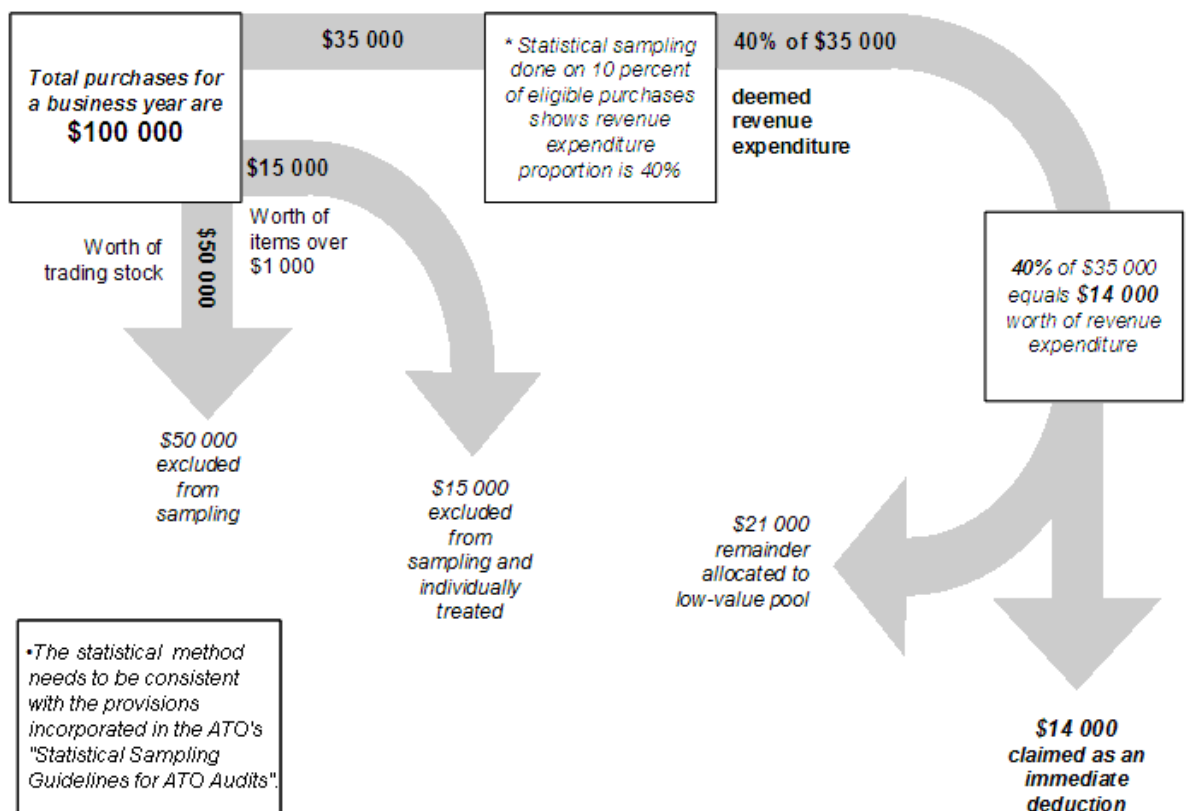 Total purchases for
a business year are
$100 000
$35 000
* Statistical sampling
done on 10 percent
of eligible purchases
shows revenue
expenditure
proportion is 40%
40% of $35 000
deemed
revenue
expenditure
$15 000
Worth of
items over
$1 000
Worth of
trading stock
$50 000
40% of $35 000
equals $14 000
worth of revenue
expenditure
$50 000
excluded
from
sampling
$15 000
excluded
from
sampling and
individually
treated
$21 000
remainder
allocated to
low-value pool
•The statistical method
needs to be consistent
with the provisions
incorporated in the ATO's
"Statistical Sampling
Guidelines for ATO Audits".
$14 000
claimed as an
immediate
deduction